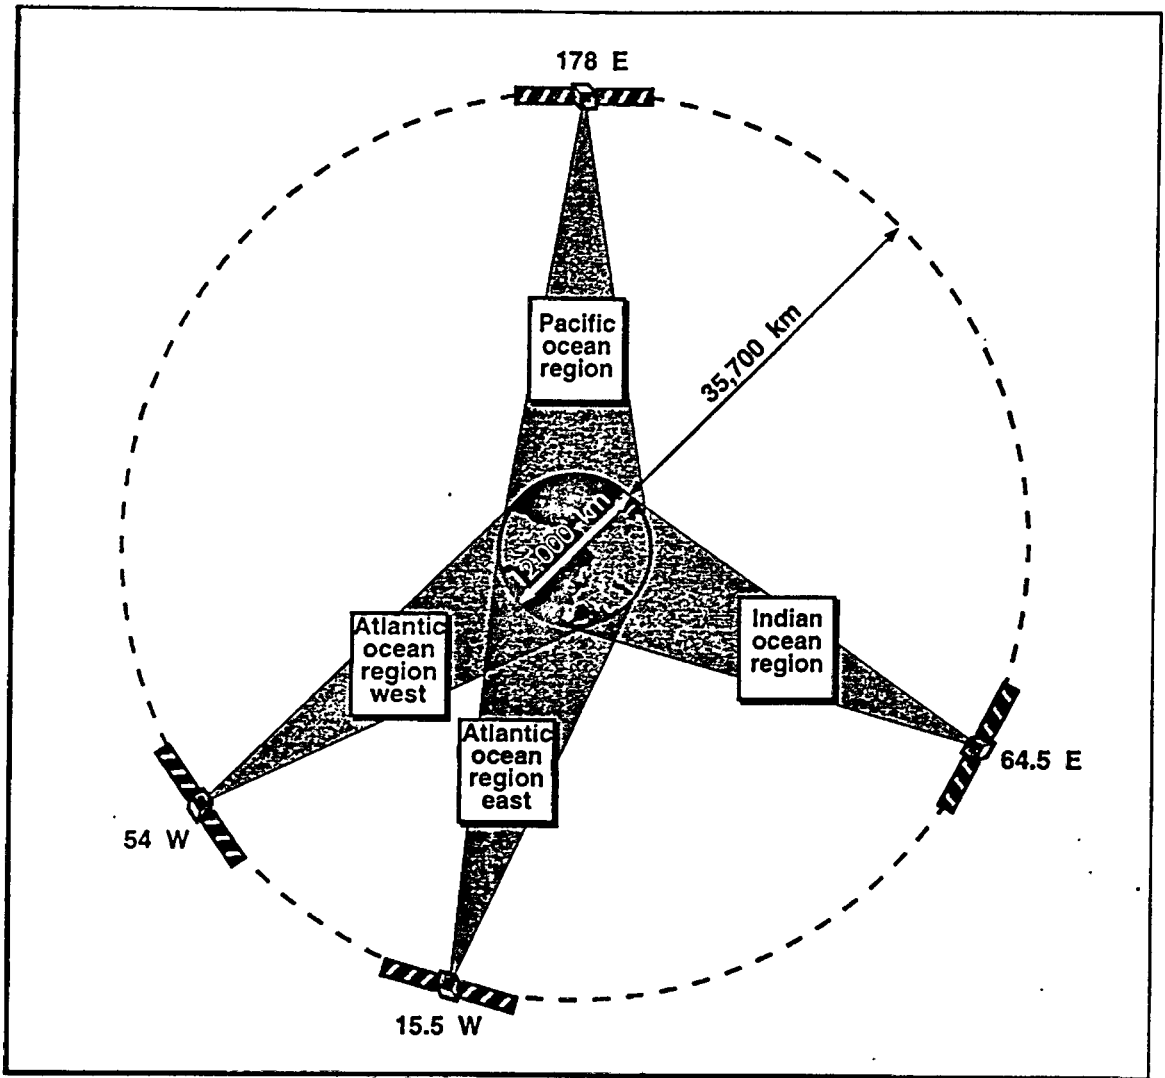 178 E
Pacific
ocean
region
35,700 km
12,000 km
Atlantic
ocean
region
west
Indian
ocean
region
Atlantic
ocean
region
east
64.5 E
54 W
15.5 W